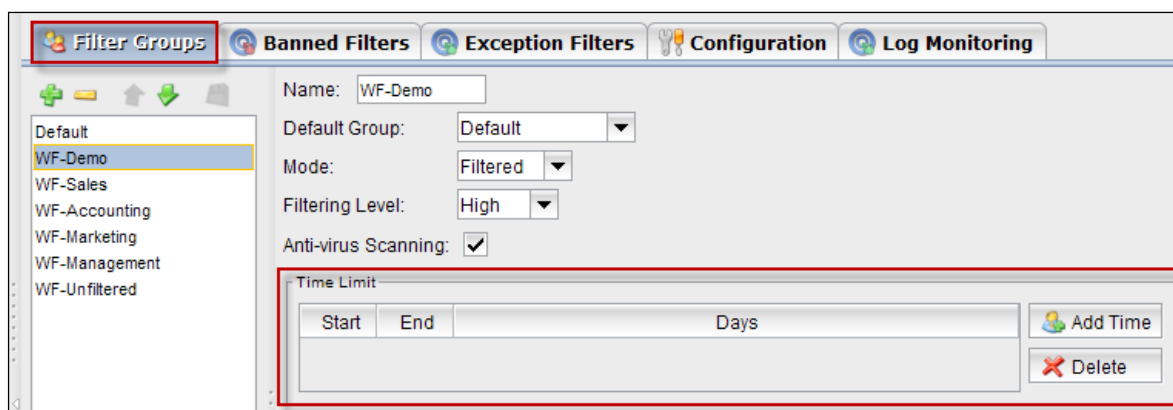 Filter Groups Banned Filters Exception Filters Configuration Log Monitoring
Default
WF-Demo
WF-Sales
WF-Accounting
WF-Marketing
WF-Management
WF-Unfiltered
Name: WF-Demo
Default Group: Default
Mode: Filtered
Filtering Level: High
Anti-virus Scanning:
Time Limit
Start End Days
Add Time
Delete